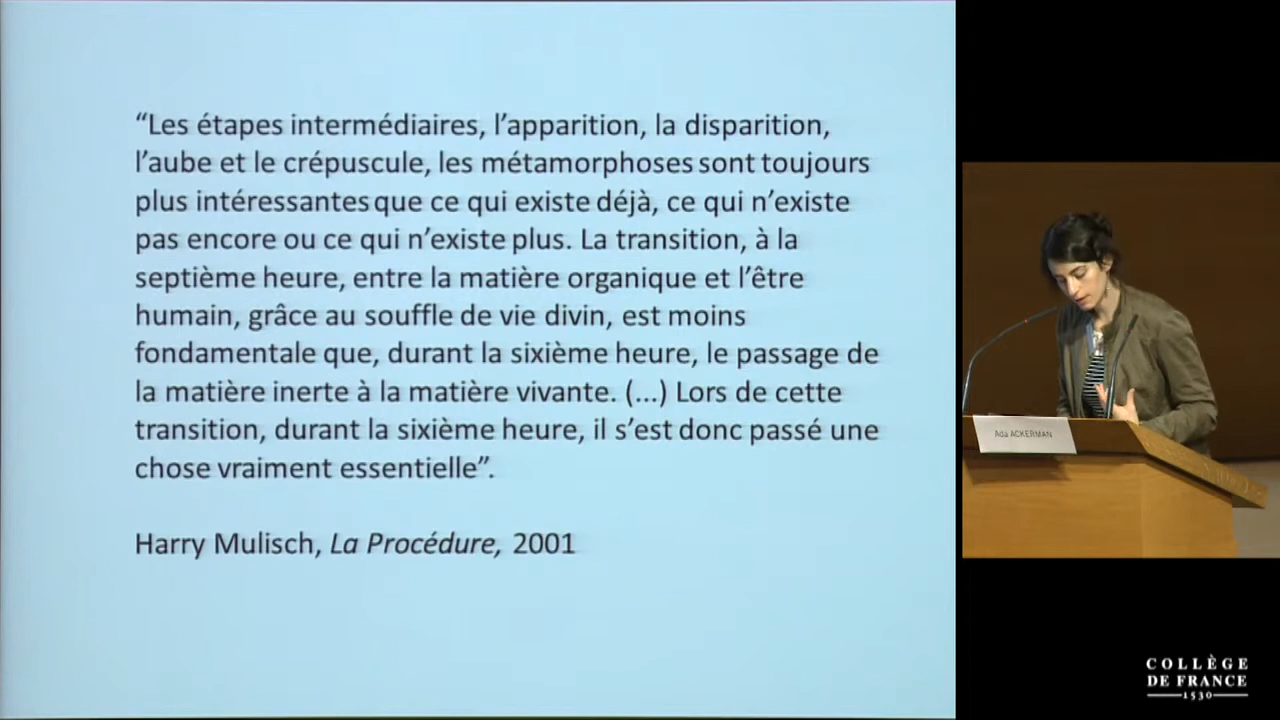 “Les étapes intermédiaires, l’apparition, la disparition,
l’aube et le crépuscule, les métamorphoses sont toujours
plus intéressantes que ce qui existe déjà, ce qui n’existe
pas encore ou ce qui n’existe plus. La transition, à la
septième heure, entre la matière organique et l’être
humain, grâce au souffle de vie divin, est moins
fondamentale que, durant la sixième heure, le passage de
la matière inerte à la matière vivante. (...) Lors de cette
transition, durant la sixième heure, il s’est donc passé une
chose vraiment essentielle”.
Harry Mulisch, La Procédure, 2001
Ada ACKERMAN
COLLÈGE
DE FRANCE
1530